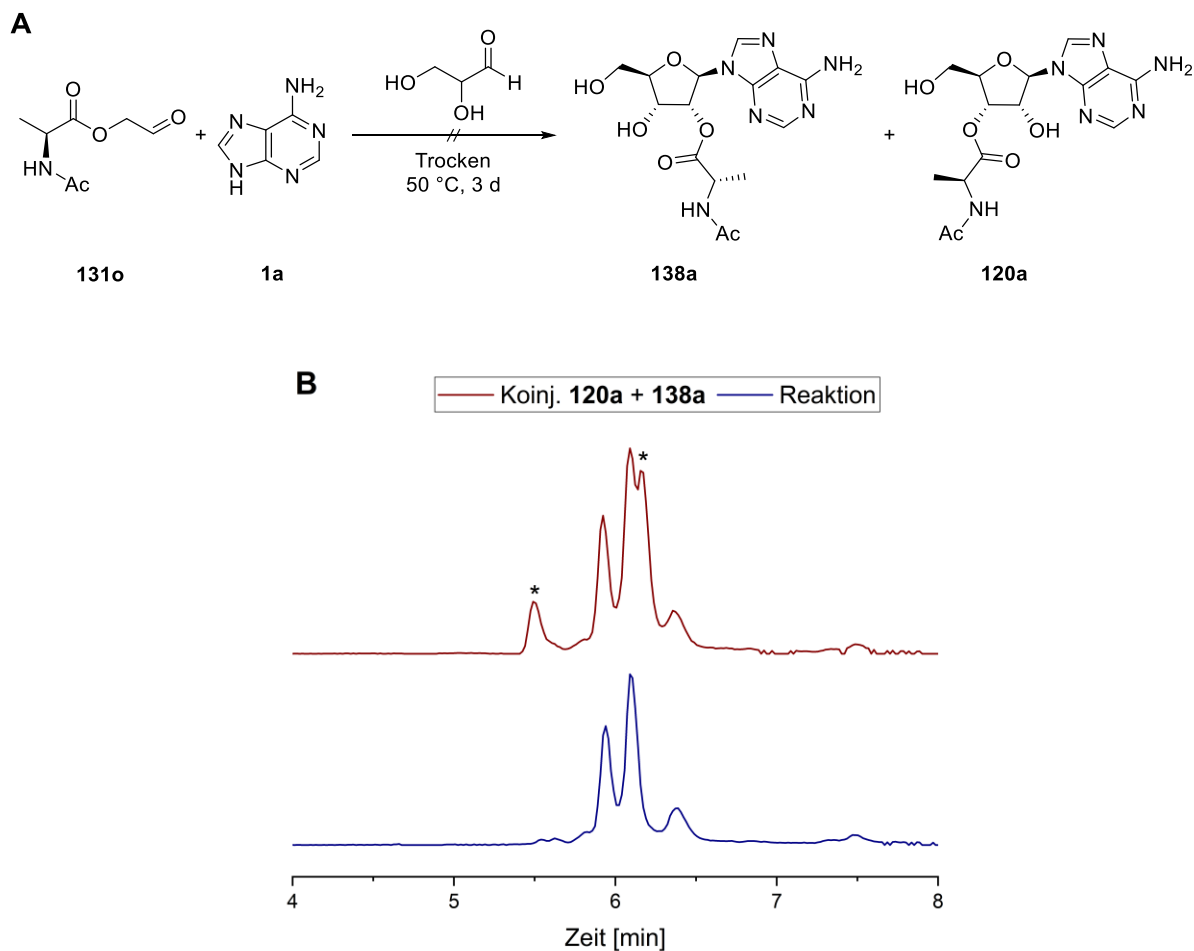 A
O
HO
H
OH
O
O
O
HN
Ac
+
NH2
N
N
N
H
N
Trocken
50 °C, 3 d
HO
O
N
N
NH2
N
N
HO
O
O
HN
Ac
+
HO
O
N
N
NH2
N
N
O
OH
O
NH
Ac
131o
1a
138a
120a
B
Koinj. 120a + 138a
Reaktion
*
*
4
5
6
7
8
Zeit [min]